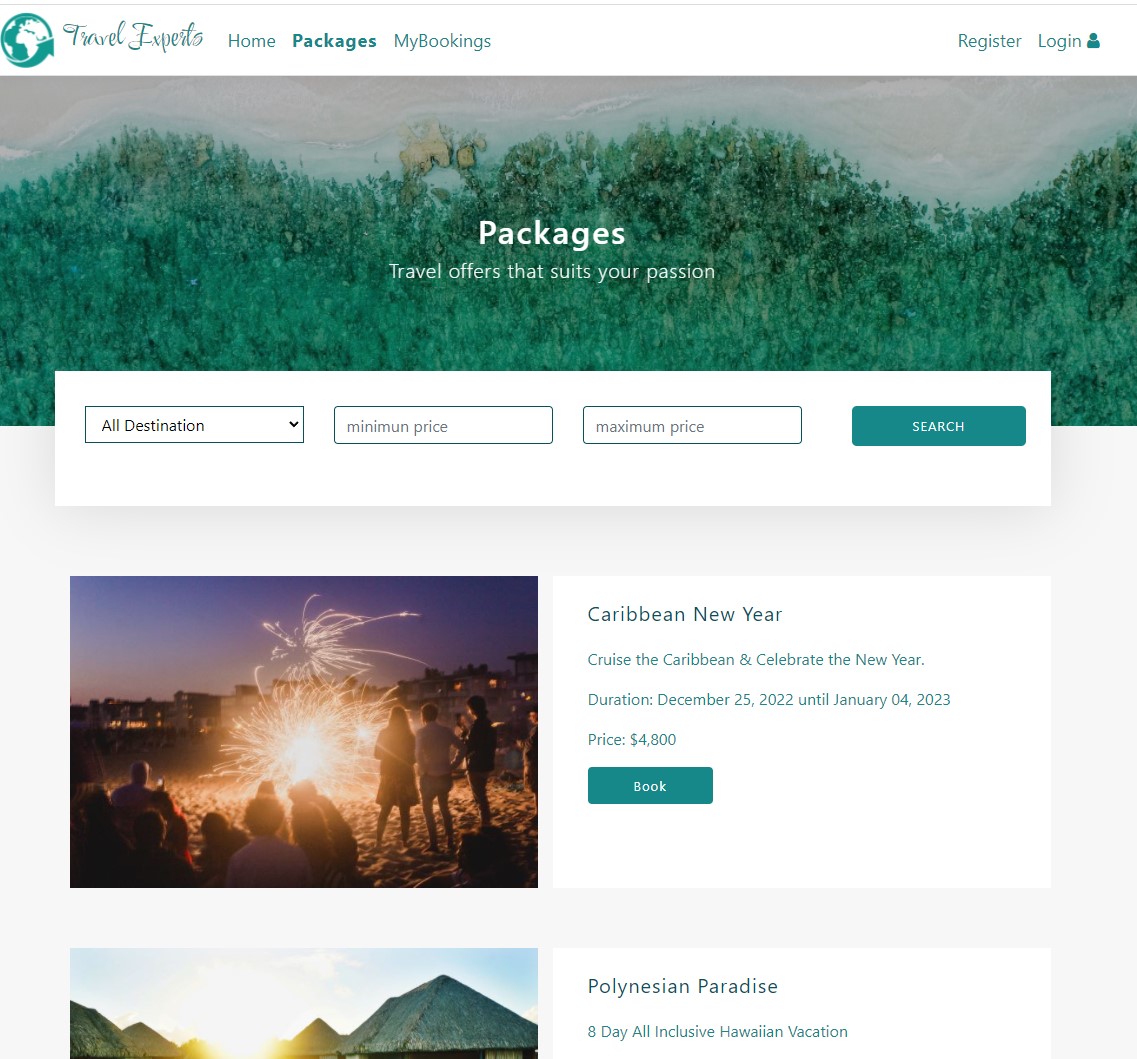 Travel Experts Home Packages MyBookings Register Login
Packages
Travel offers that suits your passion
All Destination minimun price maximum price SEARCH
Caribbean New Year
Cruise the Caribbean & Celebrate the New Year.
Duration: December 25, 2022 until January 04, 2023
Price: $4,800
Book
Polynesian Paradise
8 Day All Inclusive Hawaiian Vacation